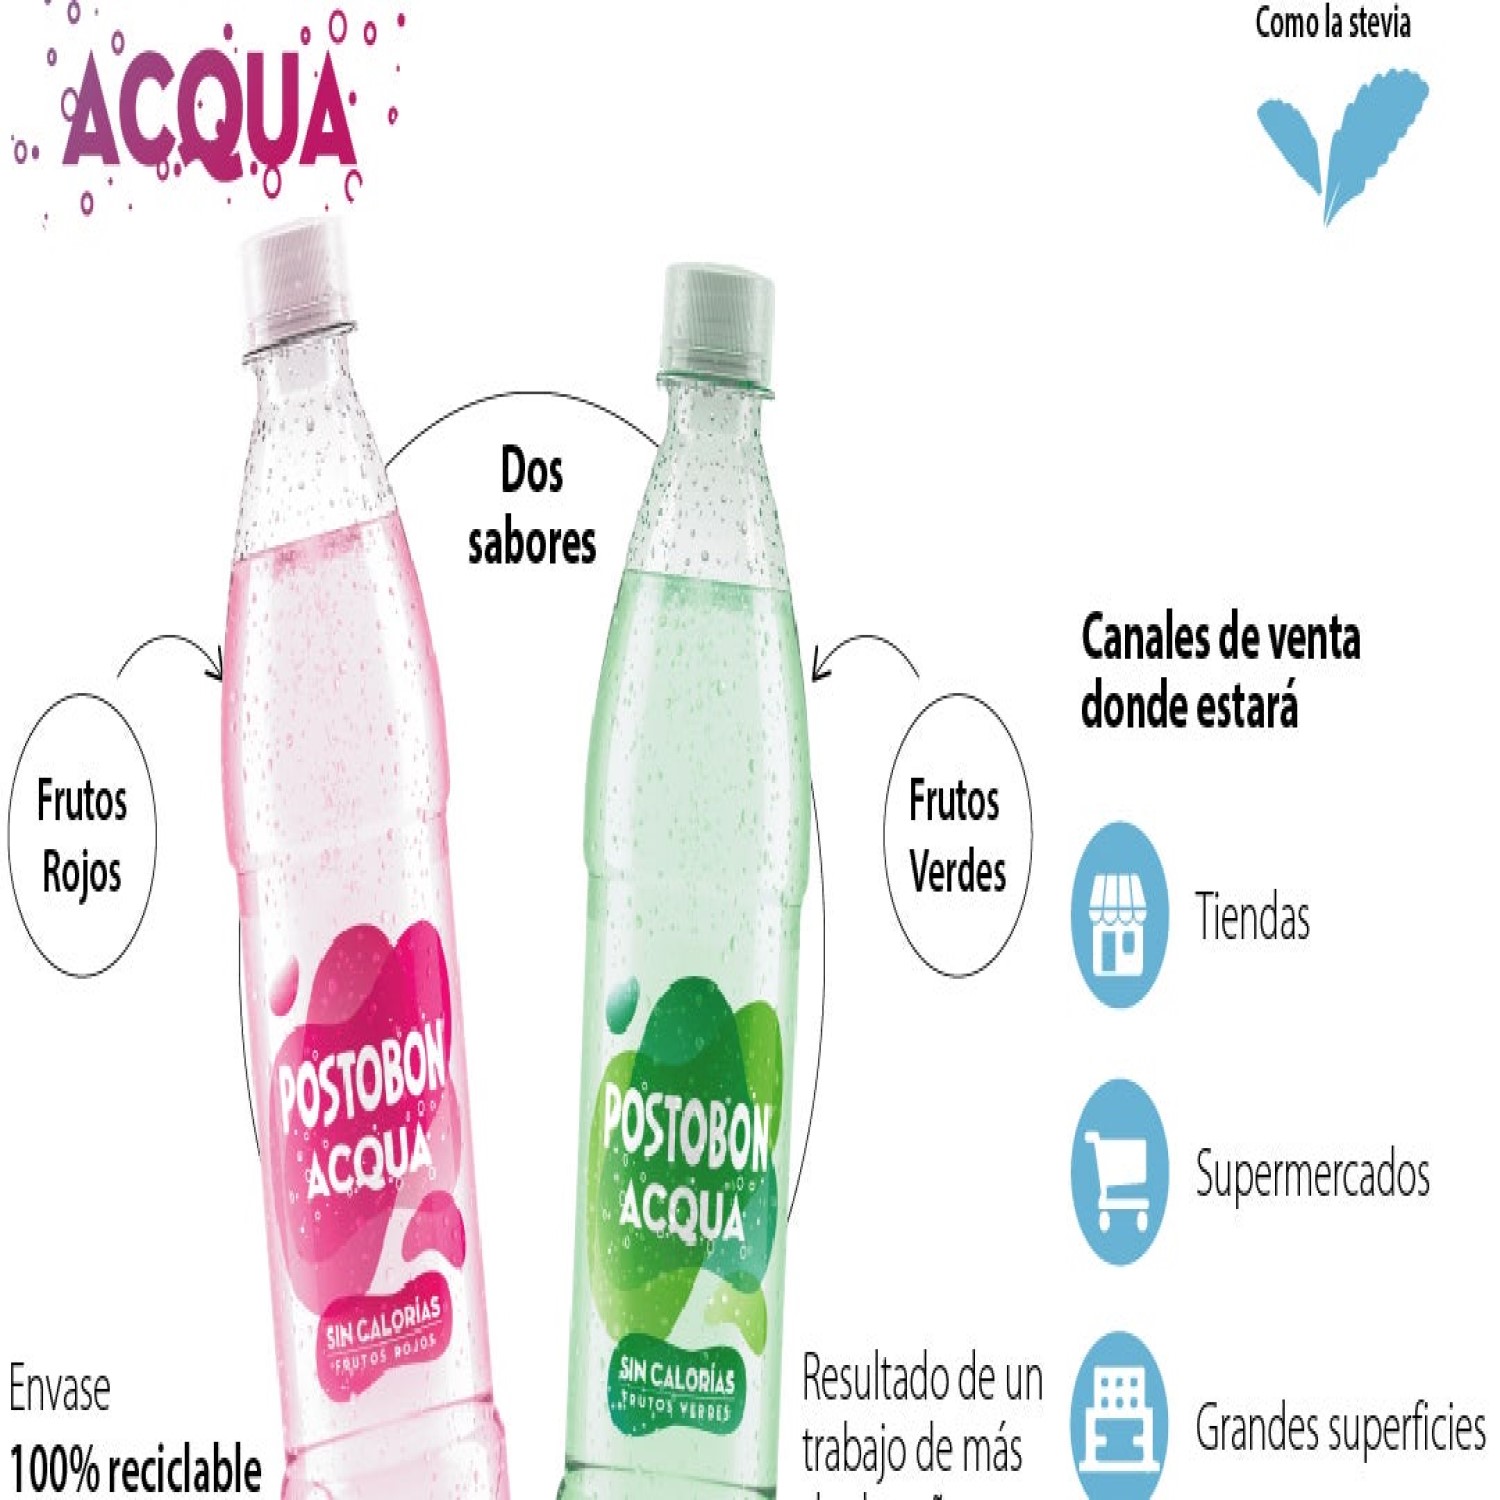 ACQUA
Como la stevia
Dos
sabores
Frutos
Rojos
Frutos
Verdes
Canales de venta
donde estará
Tiendas
Supermercados
Grandes superficies
POSTOBON
ACQUA
SIN CALORÍAS
FRUTOS ROJOS
POSTOBON
ACQUA
SIN CALORÍAS
FRUTOS VERDES
Envase
100% reciclable
Resultado de un
trabajo de más